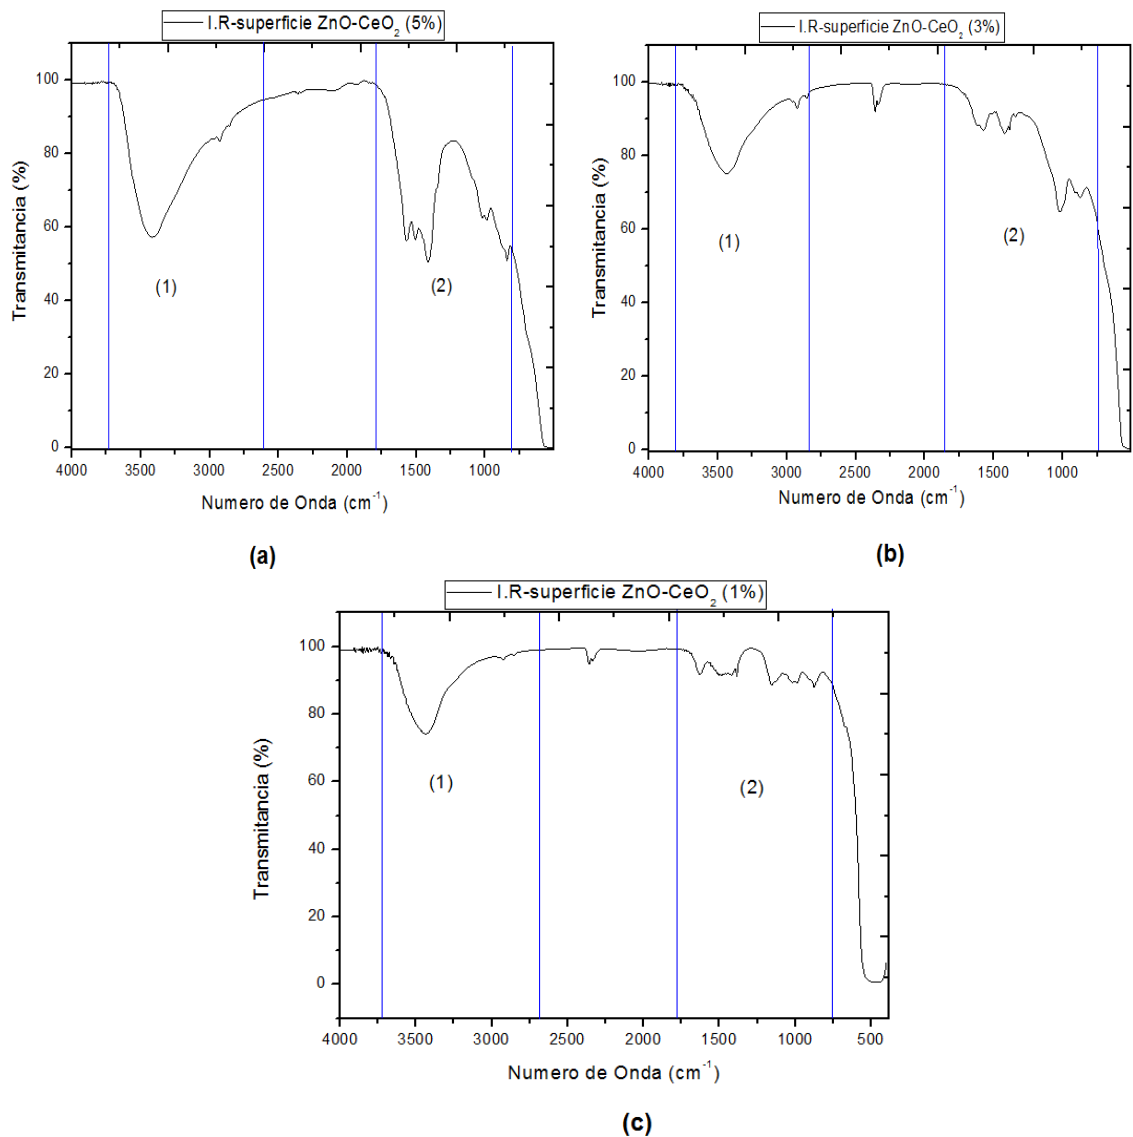 I.R-superficie ZnO-CeO2 (5%)
Transmitancia (%)
100
80
60
40
20
0
(1)
(2)
4000 3500 3000 2500 2000 1500 1000
Numero de Onda (cm-1)
(a)
I.R-superficie ZnO-CeO2 (3%)
Transmitancia (%)
100
80
60
40
20
0
(1)
(2)
4000 3500 3000 2500 2000 1500 1000
Numero de Onda (cm-1)
(b)
I.R-superficie ZnO-CeO2 (1%)
Transmitancia (%)
100
80
60
40
20
0
(1)
(2)
4000 3500 3000 2500 2000 1500 1000 500
Numero de Onda (cm-1)
(c)